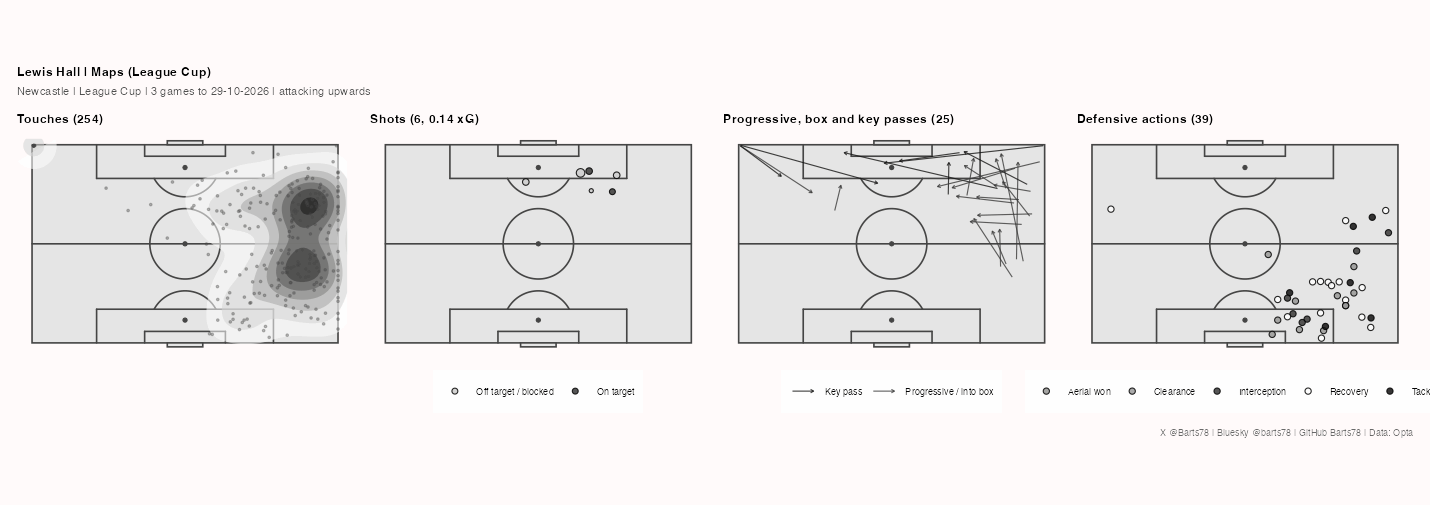 Lewis Hall | Maps (League Cup)
Newcastle | League Cup | 3 games to 29-10-2026 | attacking upwards
Touches (254)
Shots (6, 0.14 xG)
Progressive, box and key passes (25)
Defensive actions (39)
Off target / blocked
On target
Key pass
Progressive / into box
Aerial won
Clearance
Interception
Recovery
Tack
X @Barts78 | Bluesky @barts78 | GitHub Barts78 | Data: Opta